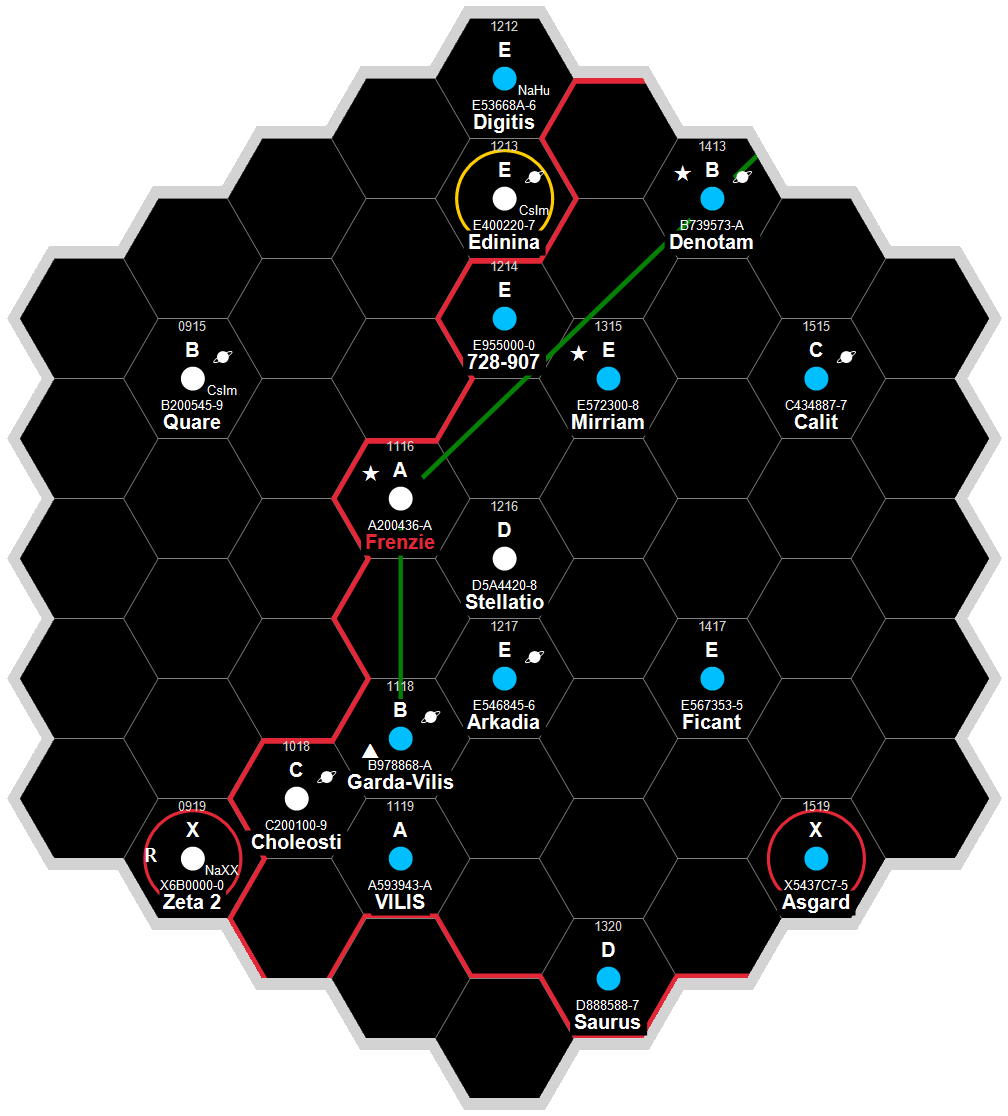 1212
E
NaHu
E53668A-6
Digitis
1213
E
CsIm
E400220-7
Edinina
1413
B
B739573-A
Denotam
1214
E
E955000-0
728-907
0915
B
CsIm
B200545-9
Quare
1315
E
E572300-8
Mirriam
1515
C
C434887-7
Calit
1116
A
A200436-A
Frenzie
1216
D
D5A4420-8
Stellatio
1217
E
E546845-6
Arkadia
1417
E
E567353-5
Ficant
1118
B
B978868-A
Garda-Vilis
1018
C
C200100-9
Choleosti
0919
X
R
NaXX
X6B0000-0
Zeta 2
1119
A
A593943-A
VILIS
1519
X
X5437C7-5
Asgard
1320
D
D888588-7
Saurus